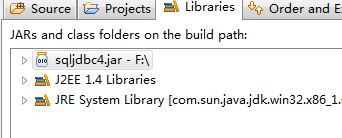 Source Projects Libraries Order and Ex
JARs and class folders on the build path:
sqljdbc4.jar - F:\
J2EE 1.4 Libraries
JRE System Library [com.sun.java.jdk.win32.x86_1.